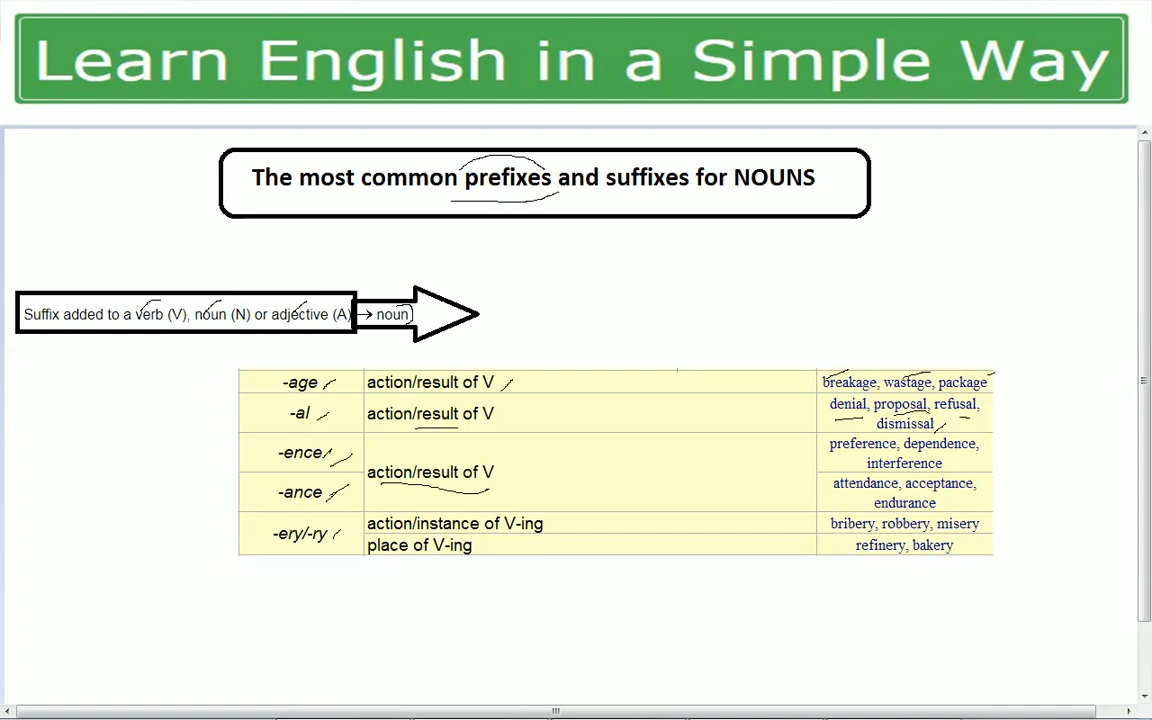 Learn English in a Simple Way
The most common prefixes and suffixes for NOUNS
Suffix added to a verb (V), noun (N) or adjective (A) → noun
-age action/result of V breakage, wastage, package
-al action/result of V denial, proposal, refusal,
dismissal
-ence action/result of V preference, dependence,
interference
-ance attendance, acceptance,
endurance
-ery/-ry action/instance of V-ing bribery, robbery, misery
place of V-ing refinery, bakery